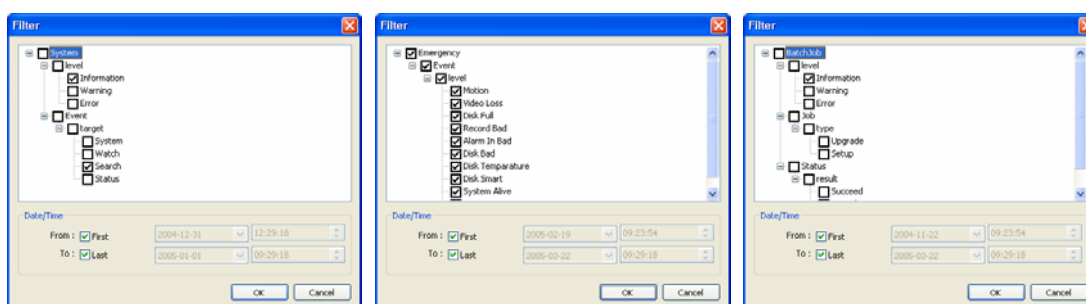 Filter
System
level
Information
Warning
Error
Event
target
System
Watch
Search
Status
Date/Time
From : First 2004-12-31 12:29:18
To : Last 2005-01-01 09:29:18
OK Cancel
Filter
Emergency
Event
level
Motion
Video Loss
Disk Full
Record Bad
Alarm In Bad
Disk Bad
Disk Temparature
Disk Smart
System Alive
Date/Time
From : First 2005-02-19 09:23:54
To : Last 2005-03-22 09:29:18
OK Cancel
Filter
BatchJob
level
Information
Warning
Error
Job
type
Upgrade
Setup
Status
result
Succeed
Date/Time
From : First 2004-11-22 09:23:54
To : Last 2005-03-22 09:29:18
OK Cancel